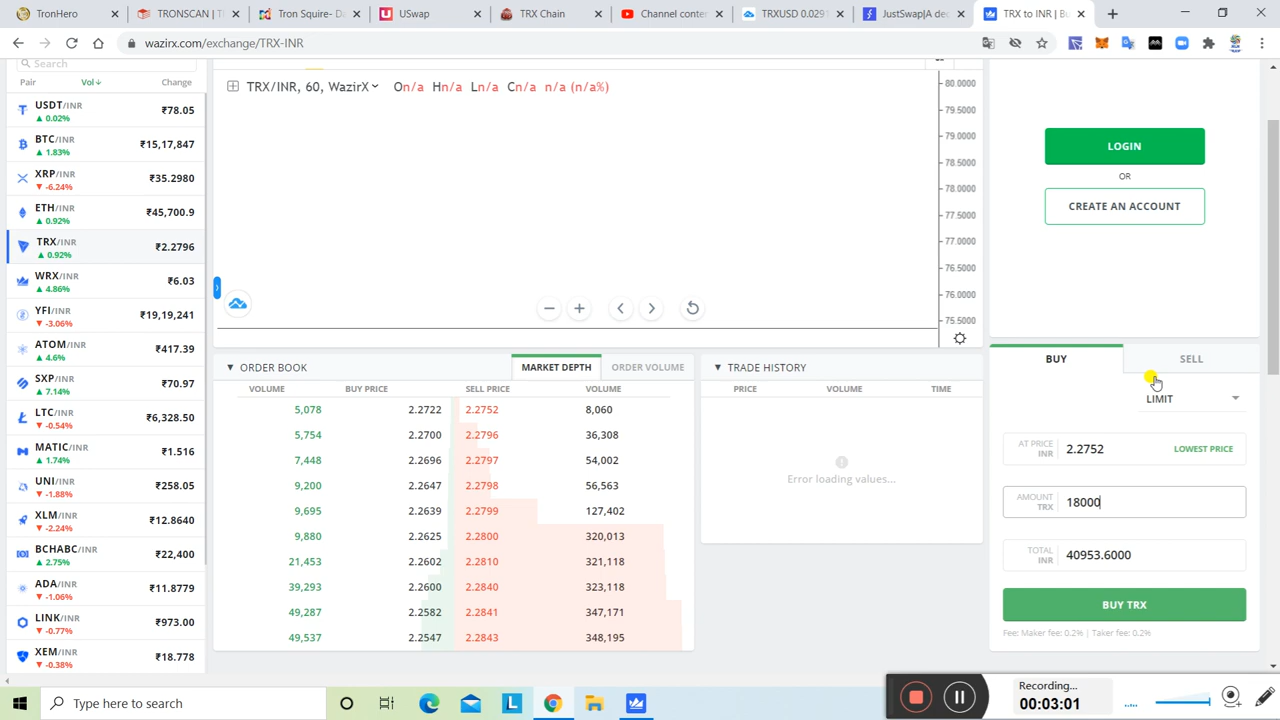 TronHero
TRONSCAN | T
Dacquire- Da
USwap
TRX Chain
Channel conten
TRXUSD 0.0291
JustSwap|A de
TRX to INR | Bu
wazirx.com/exchange/TRX-INR
Search
Pair Vol Change
USDT/INR ₹78.05
0.02%
BTC/INR ₹15,17,847
1.83%
XRP/INR ₹35.2980
-6.24%
ETH/INR ₹45,700.9
0.92%
TRX/INR ₹2.2796
0.92%
WRX/INR ₹6.03
4.86%
YFI/INR ₹19,19,241
-3.06%
ATOM/INR ₹417.39
4.6%
SXP/INR ₹70.97
7.14%
LTC/INR ₹6,328.50
-0.54%
MATIC/INR ₹1.516
1.74%
UNI/INR ₹258.05
-1.88%
XLM/INR ₹12.8640
-2.24%
BCHABC/INR ₹22,400
2.75%
ADA/INR ₹11.8779
-1.06%
LINK/INR ₹973.00
-0.77%
XEM/INR ₹18.778
-0.38%
TRX/INR, 60, WazirX On/a Hn/a Ln/a Cn/a n/a (n/a%)
80.0000
79.5000
79.0000
78.5000
78.0000
77.5000
77.0000
76.5000
76.0000
75.5000
ORDER BOOK MARKET DEPTH ORDER VOLUME
VOLUME BUY PRICE SELL PRICE VOLUME
5,078 2.2722 2.2752 8,060
5,754 2.2700 2.2796 36,308
7,448 2.2696 2.2797 54,002
9,200 2.2647 2.2798 56,563
9,695 2.2639 2.2799 127,402
9,880 2.2625 2.2800 320,013
21,453 2.2602 2.2810 321,118
39,293 2.2600 2.2840 323,118
49,287 2.2582 2.2841 347,171
49,537 2.2547 2.2843 348,195
TRADE HISTORY
PRICE VOLUME TIME
Error loading values...
LOGIN
OR
CREATE AN ACCOUNT
BUY SELL
LIMIT
AT PRICE INR 2.2752 LOWEST PRICE
AMOUNT TRX 18000
TOTAL INR 40953.6000
BUY TRX
Fee: Maker fee: 0.2% | Taker fee: 0.2%
Type here to search
Recording...
00:03:01